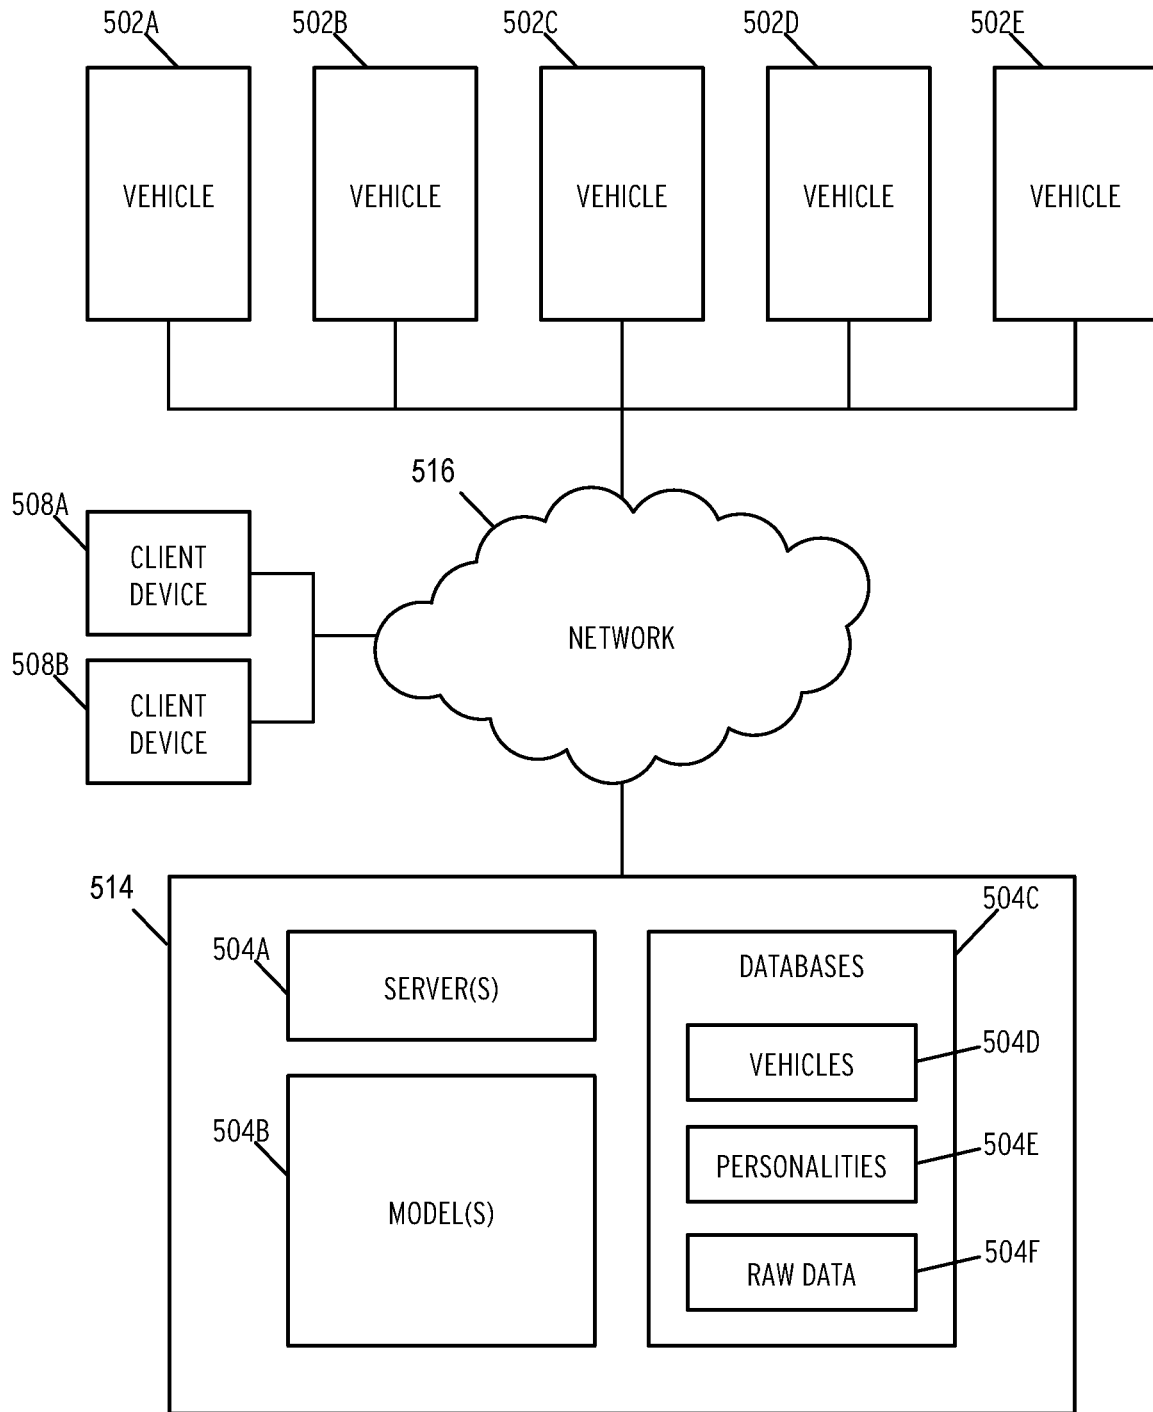 502A
502B
502C
502D
502E
VEHICLE
VEHICLE
VEHICLE
VEHICLE
VEHICLE
516
508A
CLIENT
DEVICE
NETWORK
508B
CLIENT
DEVICE
514
504C
504A
SERVER(S)
DATABASES
504D
VEHICLES
504B
MODEL(S)
504E
PERSONALITIES
504F
RAW DATA